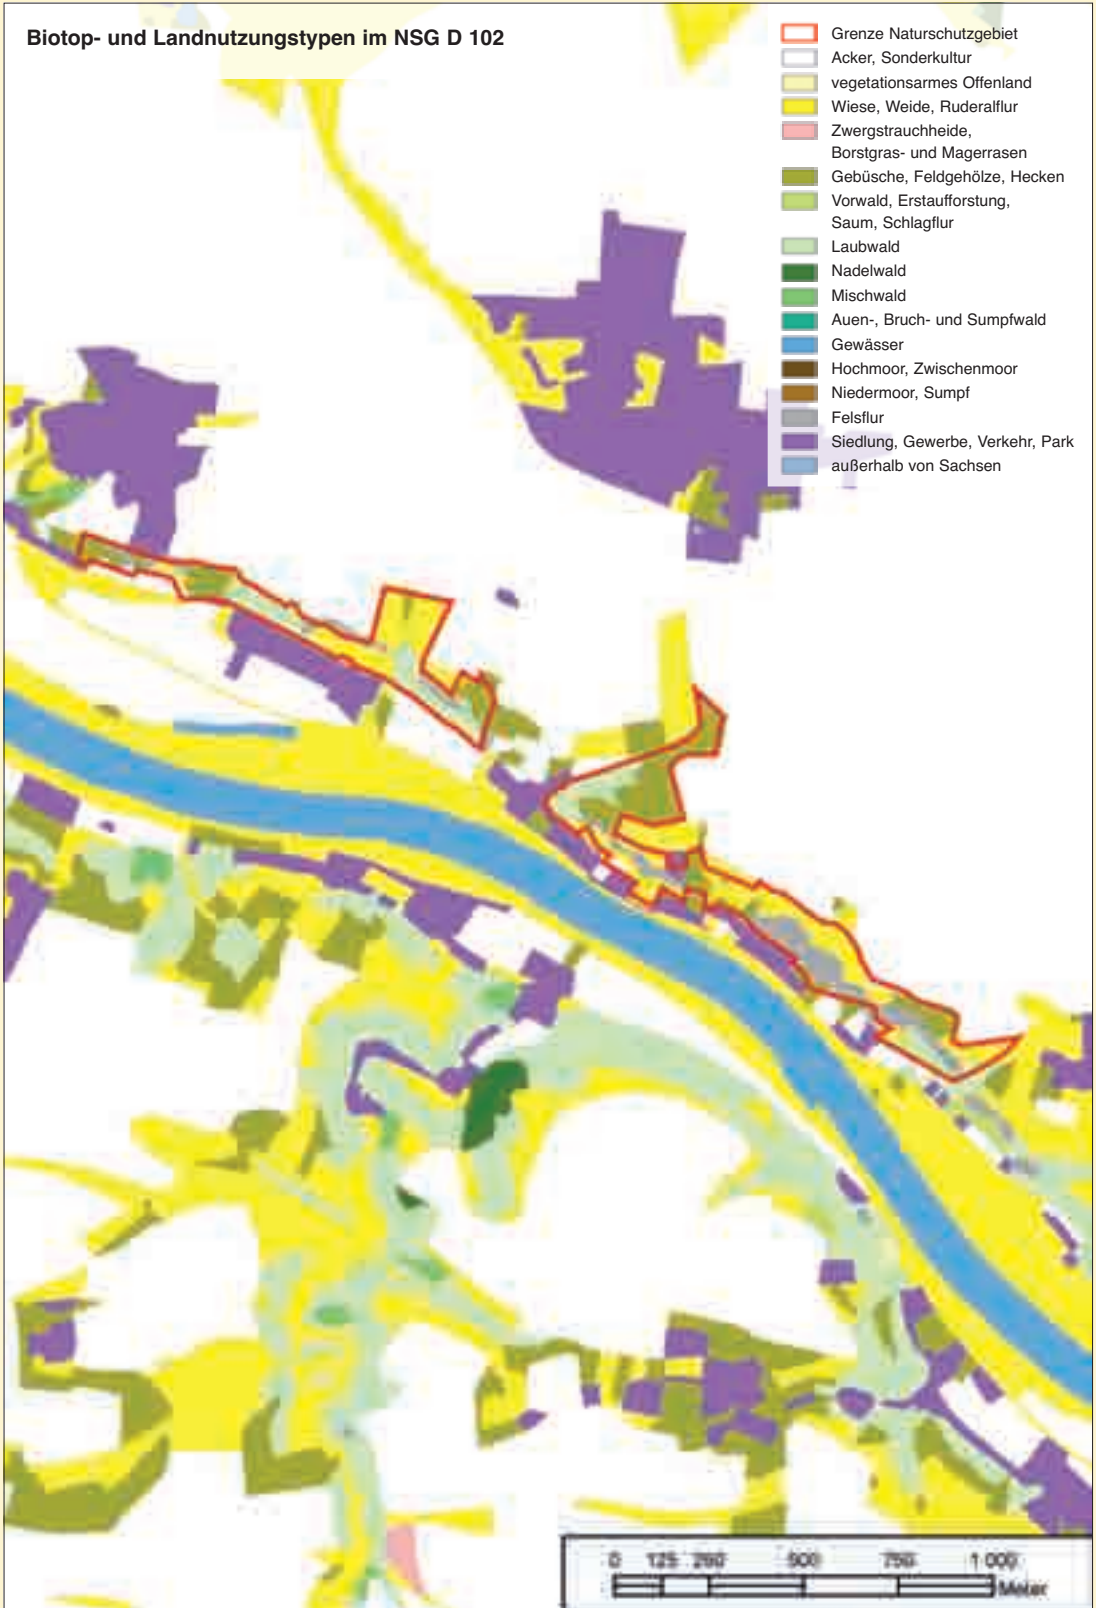 Biotop- und Landnutzungstypen im NSG D 102
Grenze Naturschutzgebiet
Acker, Sonderkultur
vegetationsarmes Offenland
Wiese, Weide, Ruderalflur
Zwergstrauchheide,
Borstgras- und Magerrasen
Gebüsche, Feldgehölze, Hecken
Vorwald, Erstaufforstung,
Saum, Schlagflur
Laubwald
Nadelwald
Mischwald
Auen-, Bruch- und Sumpfwald
Gewässer
Hochmoor, Zwischenmoor
Niedermoor, Sumpf
Felsflur
Siedlung, Gewerbe, Verkehr, Park
außerhalb von Sachsen
0 125 250 500 750 1 000
Meter